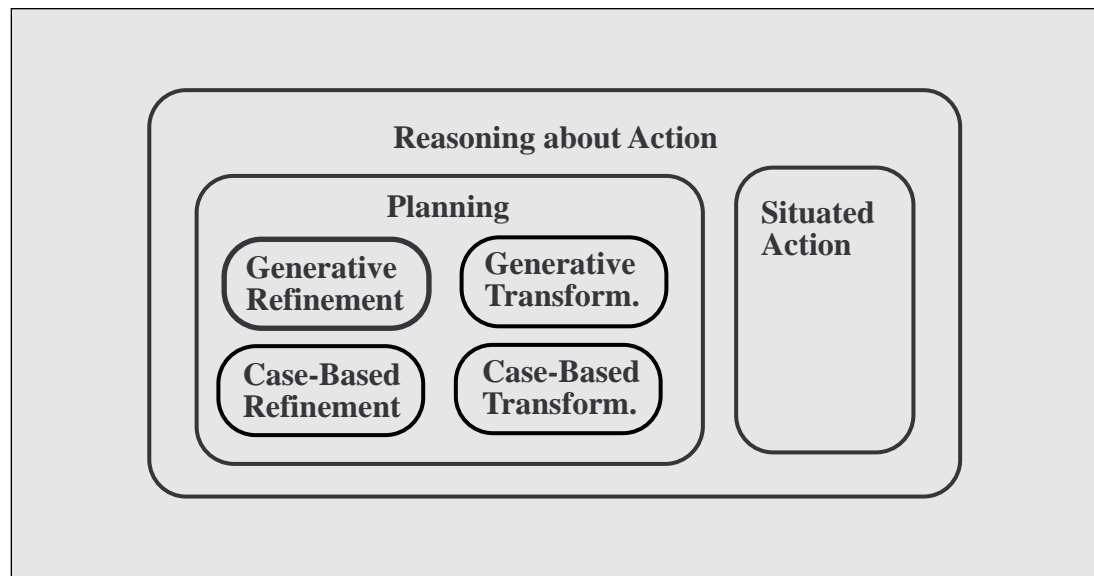 Reasoning about Action
Planning
Situated
Action
Generative
Refinement
Generative
Transform.
Case-Based
Refinement
Case-Based
Transform.